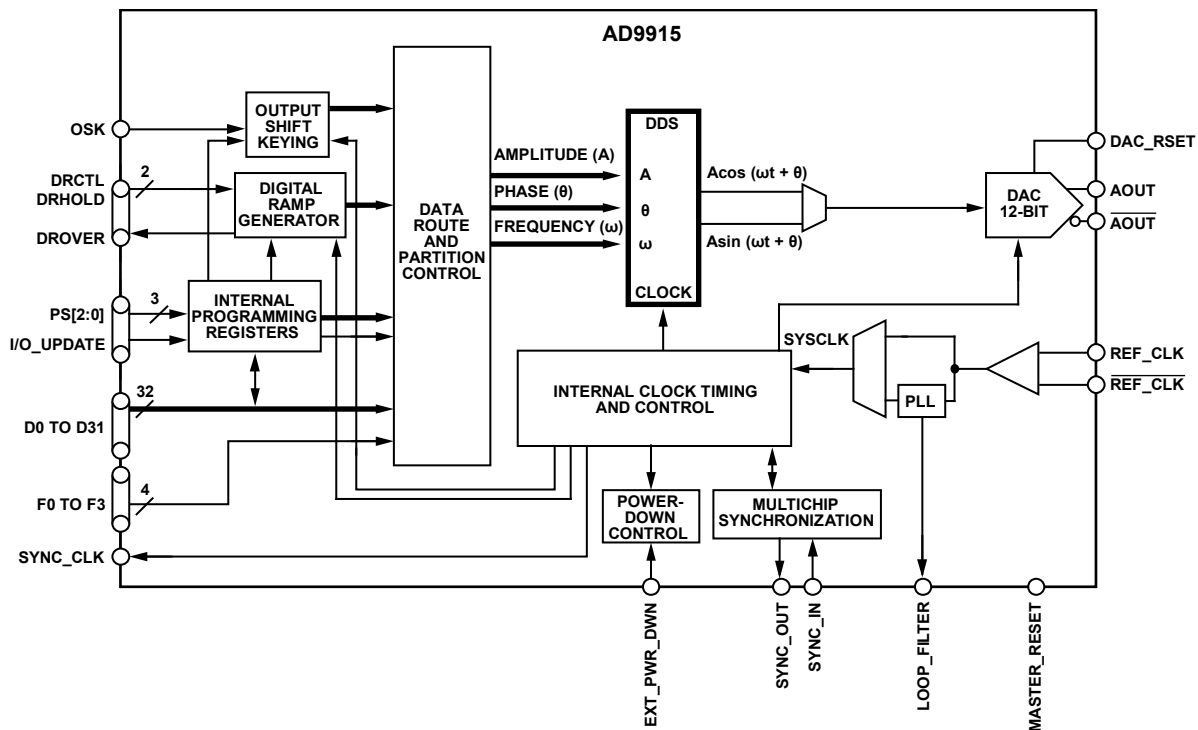 AD9915
OSK
DRCTL
DRHOLD
DROVER
PS[2:0]
I/O_UPDATE
D0 TO D31
F0 TO F3
SYNC_CLK
2
3
32
4
OUTPUT
SHIFT
KEYING
DIGITAL
RAMP
GENERATOR
INTERNAL
PROGRAMMING
REGISTERS
DATA
ROUTE
AND
PARTITION
CONTROL
AMPLITUDE (A)
PHASE (θ)
FREQUENCY (ω)
DDS
A
θ
ω
CLOCK
Acos (ωt + θ)
Asin (ωt + θ)
DAC
12-BIT
DAC_RSET
AOUT
A̅O̅U̅T̅
SYSCLK
PLL
REF_CLK
R̅E̅F̅_̅C̅L̅K̅
INTERNAL CLOCK TIMING
AND CONTROL
POWER-
DOWN
CONTROL
MULTICHIP
SYNCHRONIZATION
EXT_PWR_DWN
SYNC_OUT
SYNC_IN
LOOP_FILTER
MASTER_RESET